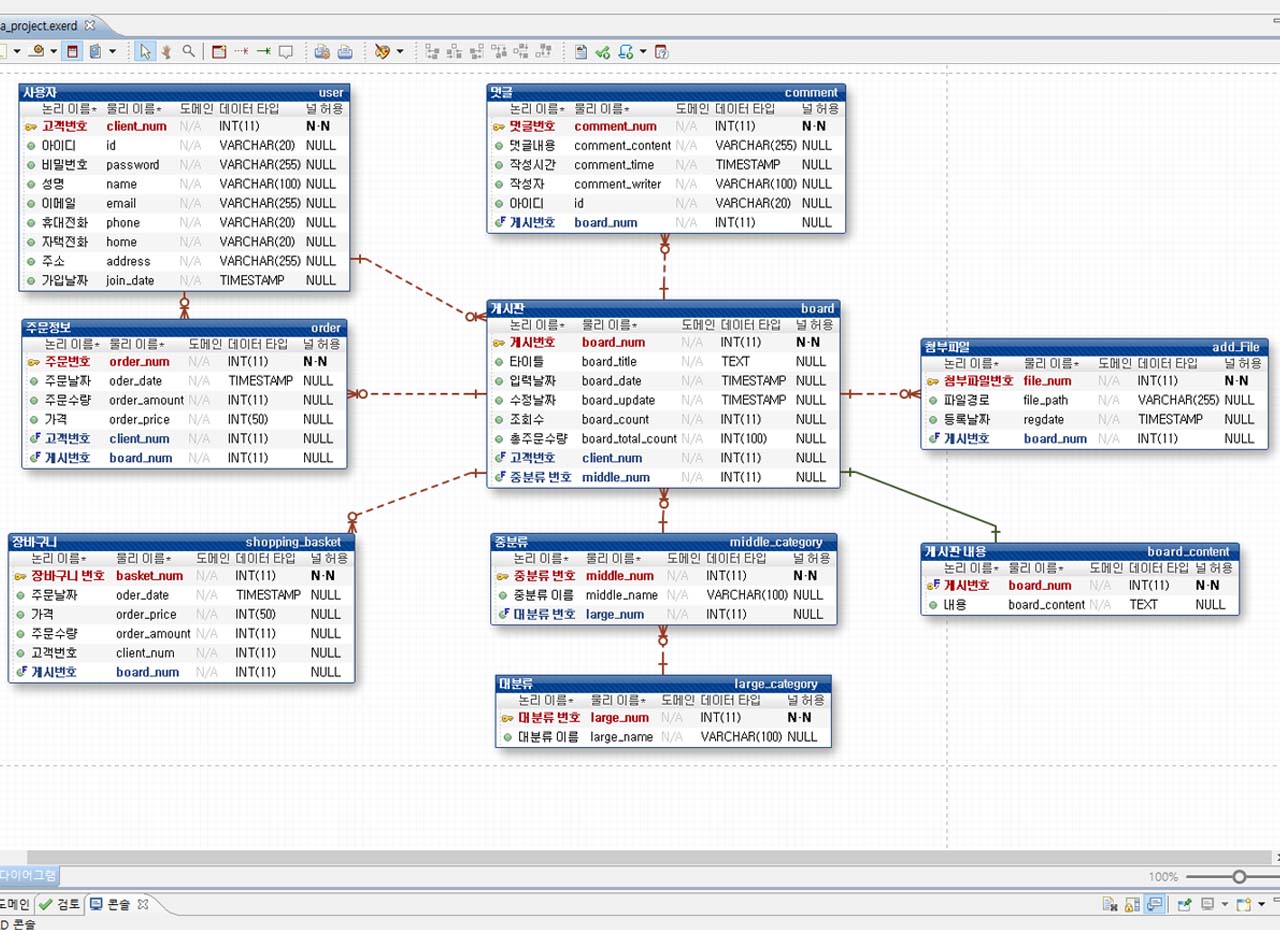 a_project.exerd
사용자 user
논리 이름* 물리 이름* 도메인 데이터 타입 널 허용
고객번호 client_num N/A INT(11) N-N
아이디 id N/A VARCHAR(20) NULL
비밀번호 password N/A VARCHAR(255) NULL
성명 name N/A VARCHAR(100) NULL
이메일 email N/A VARCHAR(255) NULL
휴대전화 phone N/A VARCHAR(20) NULL
자택전화 home N/A VARCHAR(20) NULL
주소 address N/A VARCHAR(255) NULL
가입날짜 join_date N/A TIMESTAMP NULL
댓글 comment
논리 이름* 물리 이름* 도메인 데이터 타입 널 허용
댓글번호 comment_num N/A INT(11) N-N
댓글내용 comment_content N/A VARCHAR(255) NULL
작성시간 comment_time N/A TIMESTAMP NULL
작성자 comment_writer N/A VARCHAR(100) NULL
아이디 id N/A VARCHAR(20) NULL
게시번호 board_num N/A INT(11) NULL
주문정보 order
논리 이름* 물리 이름* 도메인 데이터 타입 널 허용
주문번호 order_num N/A INT(11) N-N
주문날짜 oder_date N/A TIMESTAMP NULL
주문수량 order_amount N/A INT(11) NULL
가격 order_price N/A INT(50) NULL
고객번호 client_num N/A INT(11) NULL
게시번호 board_num N/A INT(11) NULL
게시판 board
논리 이름* 물리 이름* 도메인 데이터 타입 널 허용
게시번호 board_num N/A INT(11) N-N
타이틀 board_title N/A TEXT NULL
입력날짜 board_date N/A TIMESTAMP NULL
수정날짜 board_update N/A TIMESTAMP NULL
조회수 board_count N/A INT(11) NULL
총주문수량 board_total_count N/A INT(100) NULL
고객번호 client_num N/A INT(11) NULL
중분류 번호 middle_num N/A INT(11) NULL
첨부파일 add_File
논리 이름* 물리 이름* 도메인 데이터 타입 널 허용
첨부파일번호 file_num N/A INT(11) N-N
파일경로 file_path N/A VARCHAR(255) NULL
등록날짜 regdate N/A TIMESTAMP NULL
게시번호 board_num N/A INT(11) NULL
장바구니 shopping_basket
논리 이름* 물리 이름* 도메인 데이터 타입 널 허용
장바구니 번호 basket_num N/A INT(11) N-N
주문날짜 oder_date N/A TIMESTAMP NULL
가격 order_price N/A INT(50) NULL
주문수량 order_amount N/A INT(11) NULL
고객번호 client_num N/A INT(11) NULL
게시번호 board_num N/A INT(11) NULL
중분류 middle_category
논리 이름* 물리 이름* 도메인 데이터 타입 널 허용
중분류 번호 middle_num N/A INT(11) N-N
중분류 이름 middle_name N/A VARCHAR(100) NULL
대분류 번호 large_num N/A INT(11) NULL
게시판 내용 board_content
논리 이름* 물리 이름* 도메인 데이터 타입 널 허용
게시번호 board_num N/A INT(11) N-N
내용 board_content N/A TEXT NULL
대분류 large_category
논리 이름* 물리 이름* 도메인 데이터 타입 널 허용
대분류 번호 large_num N/A INT(11) N-N
대분류 이름 large_name N/A VARCHAR(100) NULL
다이어그램
100%
도메인 검토 콘솔
D 콘솔